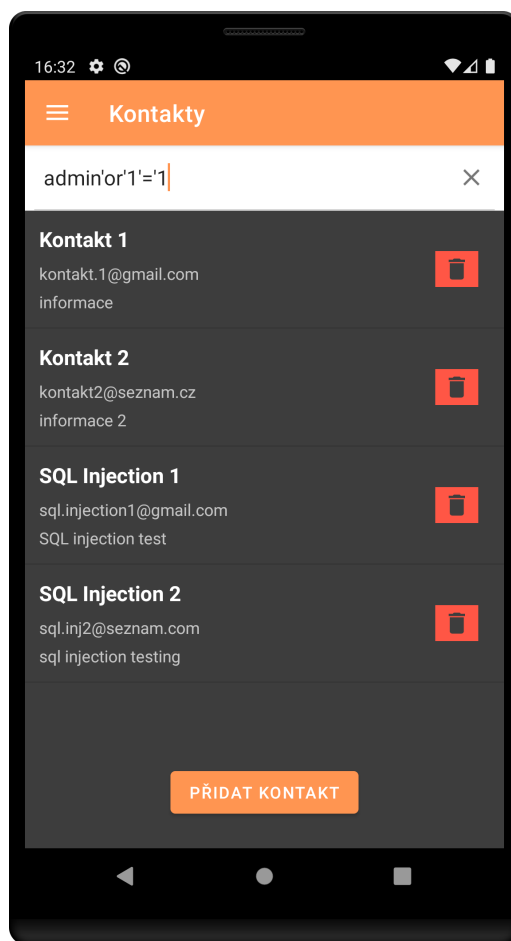 16:32
Kontakty
admin'or'1'='1
Kontakt 1
kontakt.1@gmail.com
informace
Kontakt 2
kontakt2@seznam.cz
informace 2
SQL Injection 1
sql.injection1@gmail.com
SQL injection test
SQL Injection 2
sql.inj2@seznam.com
sql injection testing
PŘIDAT KONTAKT